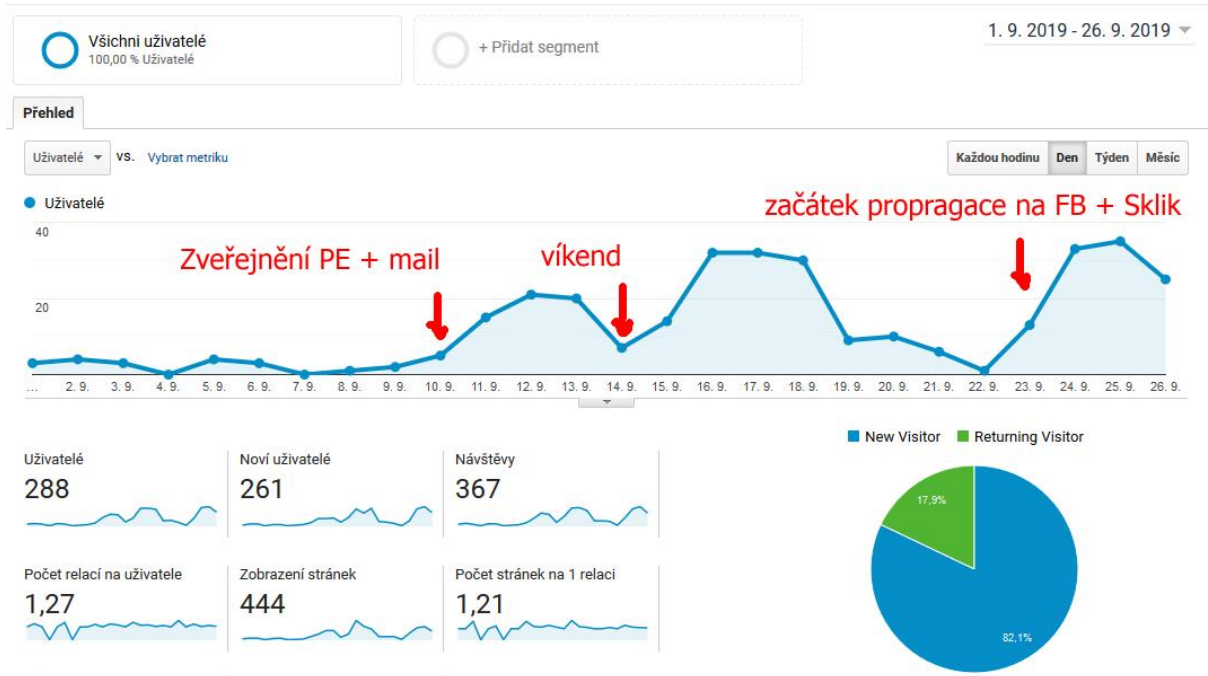 Všichni uživatelé
100,00 % Uživatelé
+ Přidat segment
1. 9. 2019 - 26. 9. 2019
Přehled
Uživatelé
VS.
Vybrat metriku
Každou hodinu
Den
Týden
Měsíc
Uživatelé
začátek propragace na FB + Sklik
40
Zveřejnění PE + mail
víkend
20
... 2. 9. 3. 9. 4. 9. 5. 9. 6. 9. 7. 9. 8. 9. 9. 9. 10. 9. 11. 9. 12. 9. 13. 9. 14. 9. 15. 9. 16. 9. 17. 9. 18. 9. 19. 9. 20. 9. 21. 9. 22. 9. 23. 9. 24. 9. 25. 9. 26. 9.
New Visitor
Returning Visitor
Uživatelé
288
Noví uživatelé
261
Návštěvy
367
17,9%
Počet relací na uživatele
1,27
Zobrazení stránek
444
Počet stránek na 1 relaci
1,21
82,1%